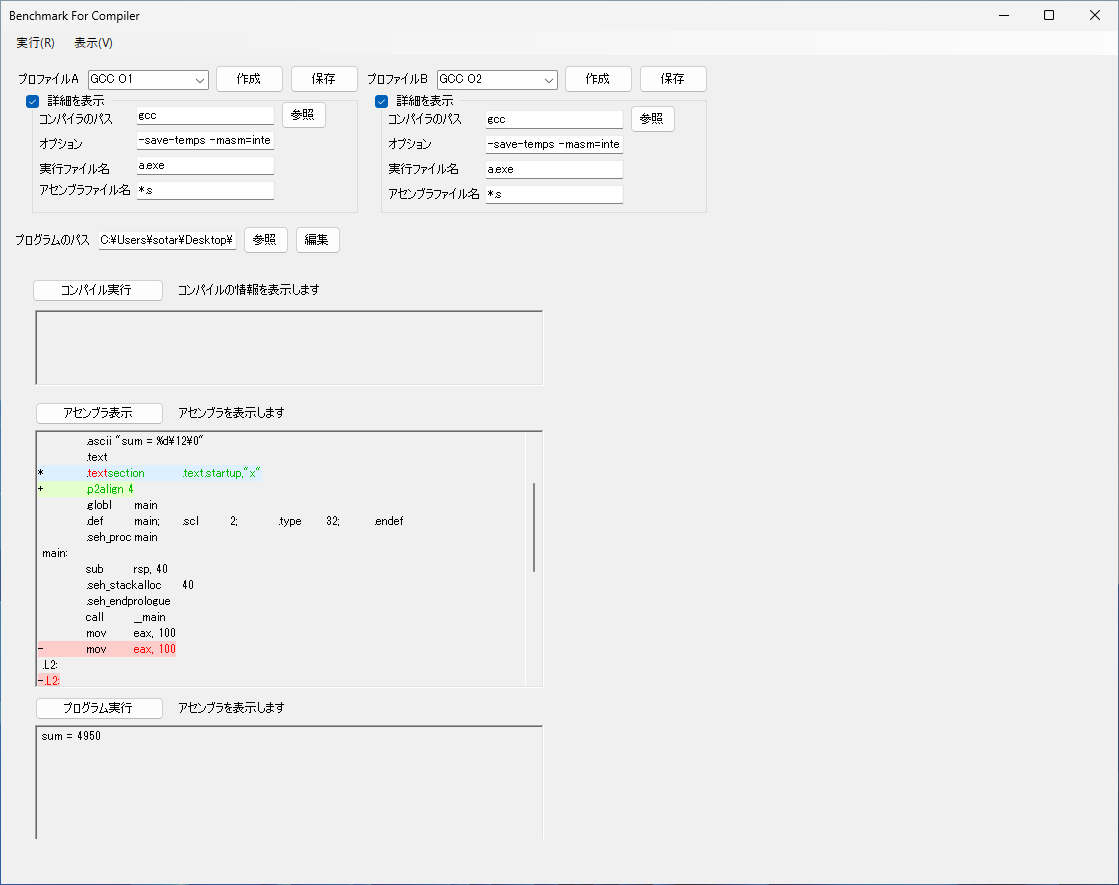 Benchmark For Compiler
実行(R) 表示(V)
プロファイルA GCC O1 作成 保存 プロファイルB GCC O2 作成 保存
詳細を表示 詳細を表示
コンパイラのパス gcc 参照 コンパイラのパス gcc 参照
オプション -save-temps -masm=inte オプション -save-temps -masm=inte
実行ファイル名 a.exe 実行ファイル名 a.exe
アセンブラファイル名 *.s アセンブラファイル名 *.s
プログラムのパス C:¥Users¥sotar¥Desktop¥ 参照 編集
コンパイル実行 コンパイルの情報を表示します
アセンブラ表示 アセンブラを表示します
.ascii "sum = %d¥12¥0"
.text
* .textsection .text.startup,"x"
+ .p2align 4
.globl main
.def main; .scl 2; .type 32; .endef
.seh_proc main
main:
sub rsp, 40
.seh_stackalloc 40
.seh_endprologue
call __main
mov eax, 100
- mov eax, 100
.L2:
-.L2:
プログラム実行 アセンブラを表示します
sum = 4950